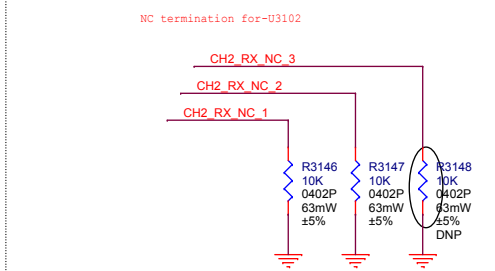 NC termination for-U3102
CH2_RX_NC_3
CH2_RX_NC_2
CH2_RX_NC_1
R3146
10K
0402P
63mW
±5%
R3147
10K
0402P
63mW
±5%
R3148
10K
0402P
63mW
±5%
DNP